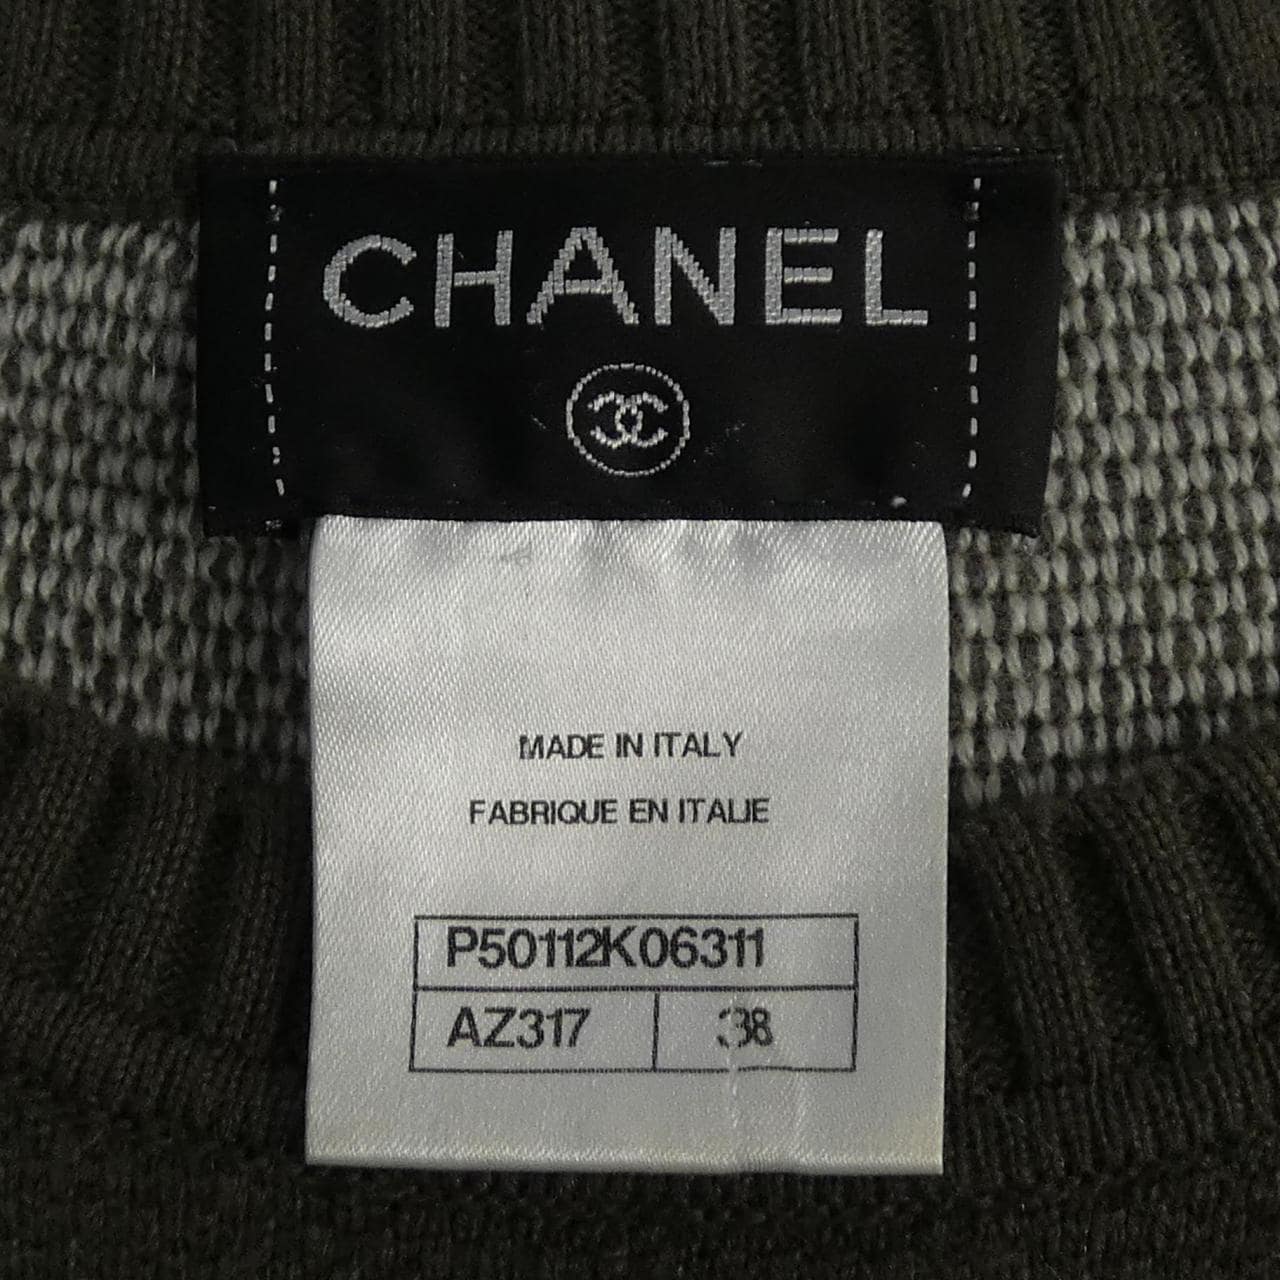 CHANEL
MADE IN ITALY
FABRIQUE EN ITALIE
P50112K06311
AZ317 38